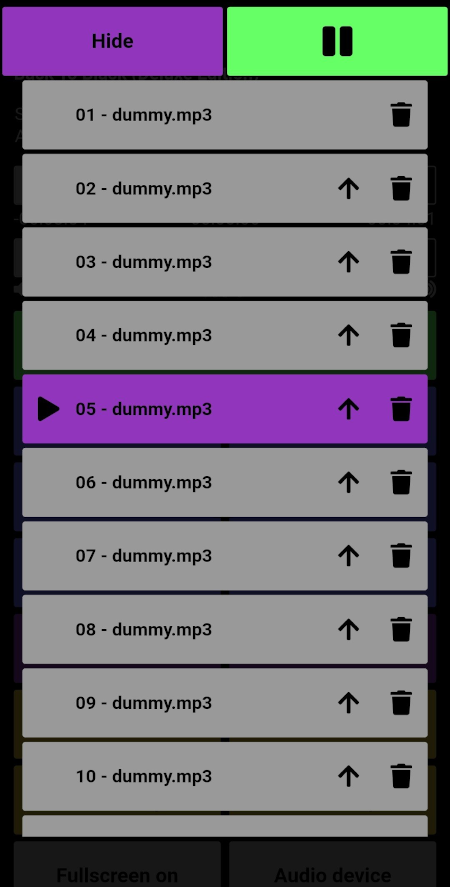 Hide
01 - dummy.mp3
02 - dummy.mp3
03 - dummy.mp3
04 - dummy.mp3
05 - dummy.mp3
06 - dummy.mp3
07 - dummy.mp3
08 - dummy.mp3
09 - dummy.mp3
10 - dummy.mp3
Fullscreen on
Audio device